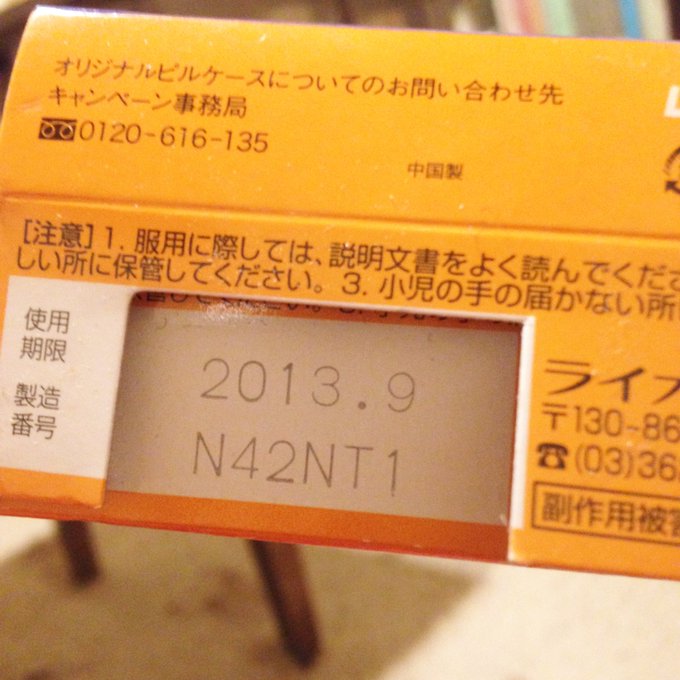 オリジナルピルケースについてのお問い合わせ先
キャンペーン事務局
0120-616-135
中国製
[注意] 1. 服用に際しては、説明文書をよく読んでくださ
しい所に保管してください。3. 小児の手の届かない所
使用
期限
製造
番号
2013.9
N42NT1
ライオ
〒130-86
☎(03)36
副作用被害